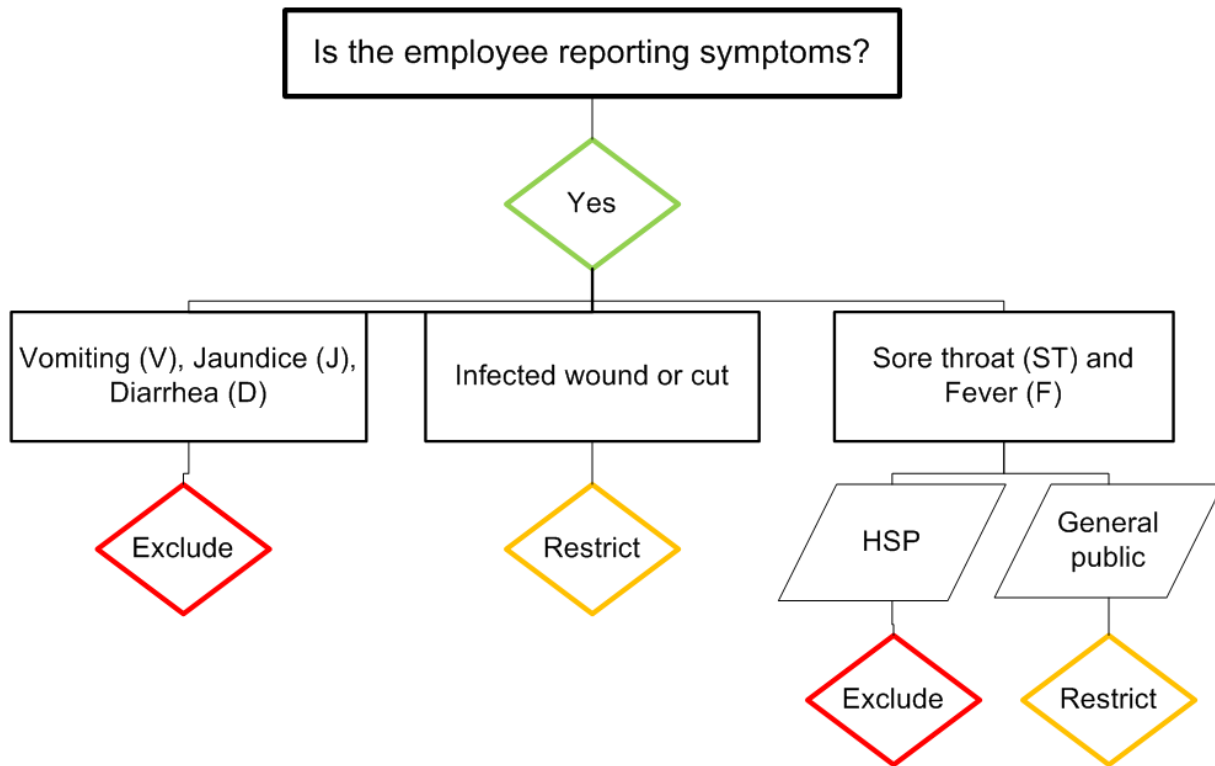 Is the employee reporting symptoms?
Yes
Vomiting (V), Jaundice (J),
Diarrhea (D)
Infected wound or cut
Sore throat (ST) and
Fever (F)
Exclude
Restrict
HSP
General
public
Exclude
Restrict